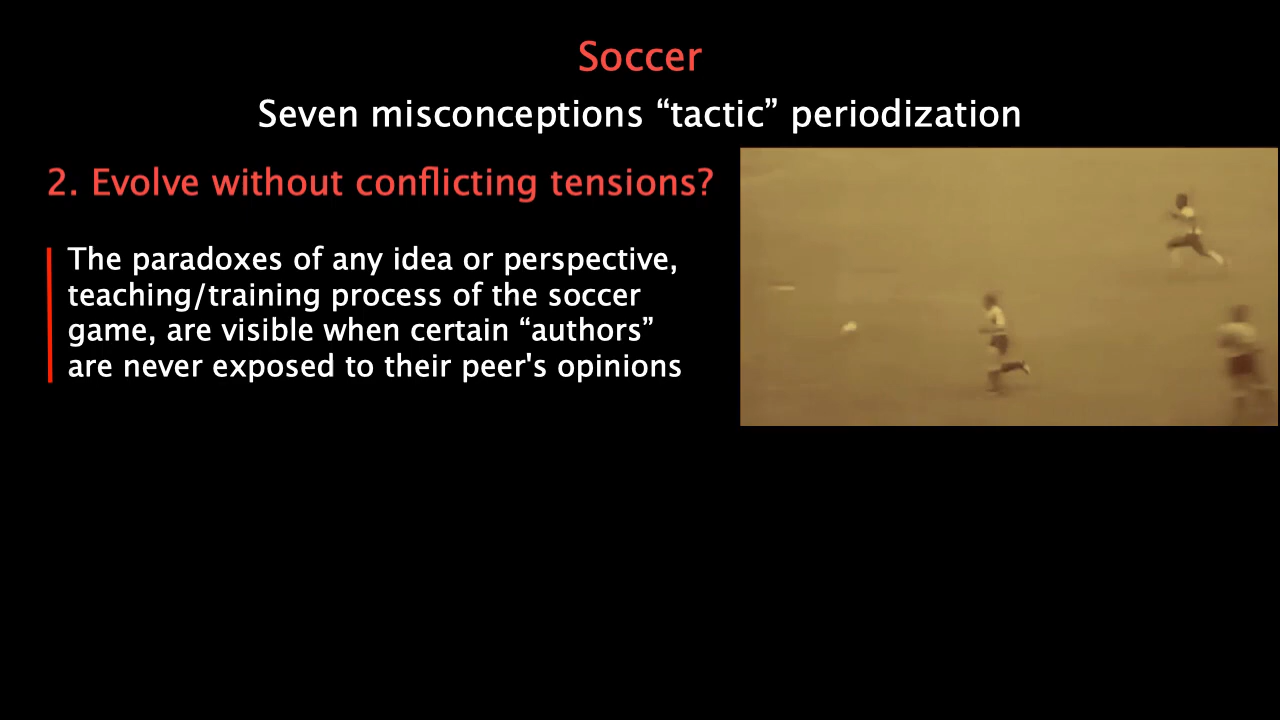 Soccer
Seven misconceptions “tactic” periodization
2. Evolve without conflicting tensions?
The paradoxes of any idea or perspective,
teaching/training process of the soccer
game, are visible when certain “authors”
are never exposed to their peer's opinions